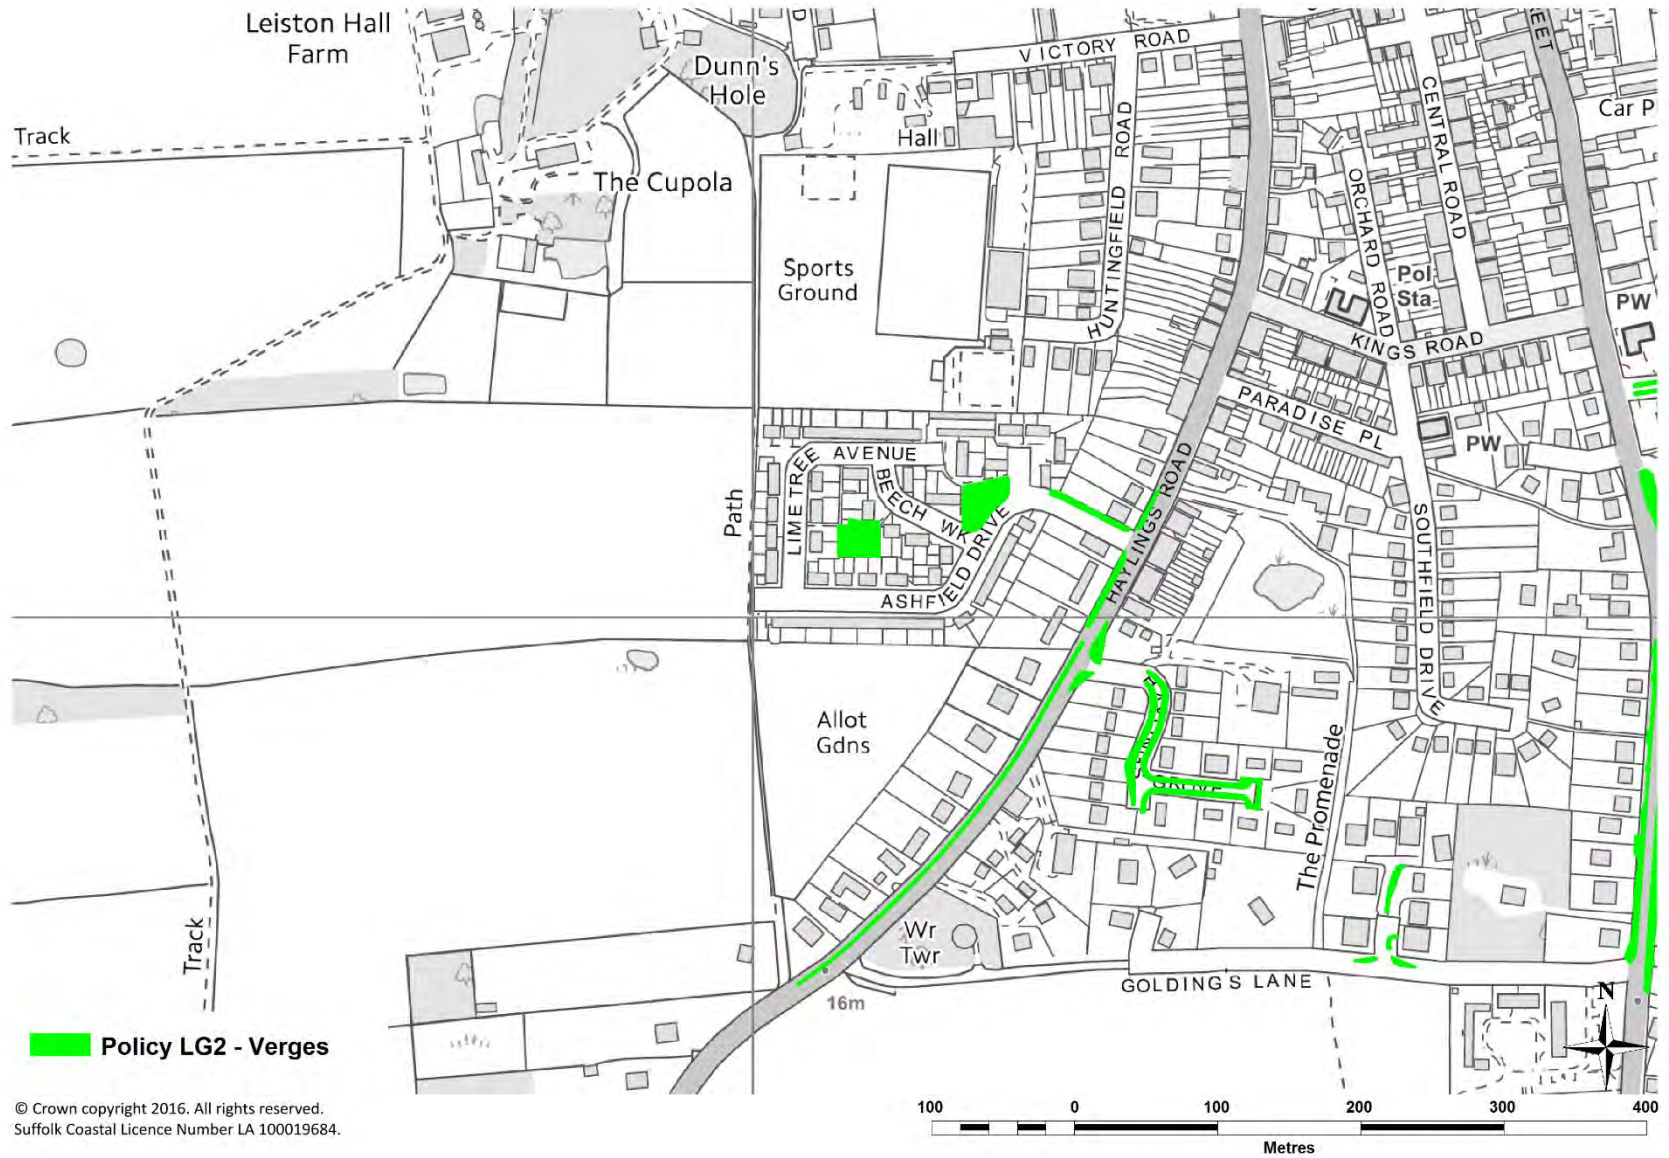 Leiston Hall
Farm
Dunn's
Hole
VICTORY ROAD
Track
Hall
The Cupola
Car P
CENTRAL ROAD
HUNTINGFIELD ROAD
ORCHARD ROAD
Sports
Ground
Pol
Sta
PW
KINGS ROAD
PARADISE PL
PW
LIMETREE AVENUE
BEECH WK
Path
ASHFIELD DRIVE
HAYLINGS ROAD
SOUTHFIELD DRIVE
Allot
Gdns
GROVE
The Promenade
Track
Wr
Twr
16m
GOLDING'S LANE
N
Policy LG2 - Verges
© Crown copyright 2016. All rights reserved.
Suffolk Coastal Licence Number LA 100019684.
100 0 100 200 300 400
Metres